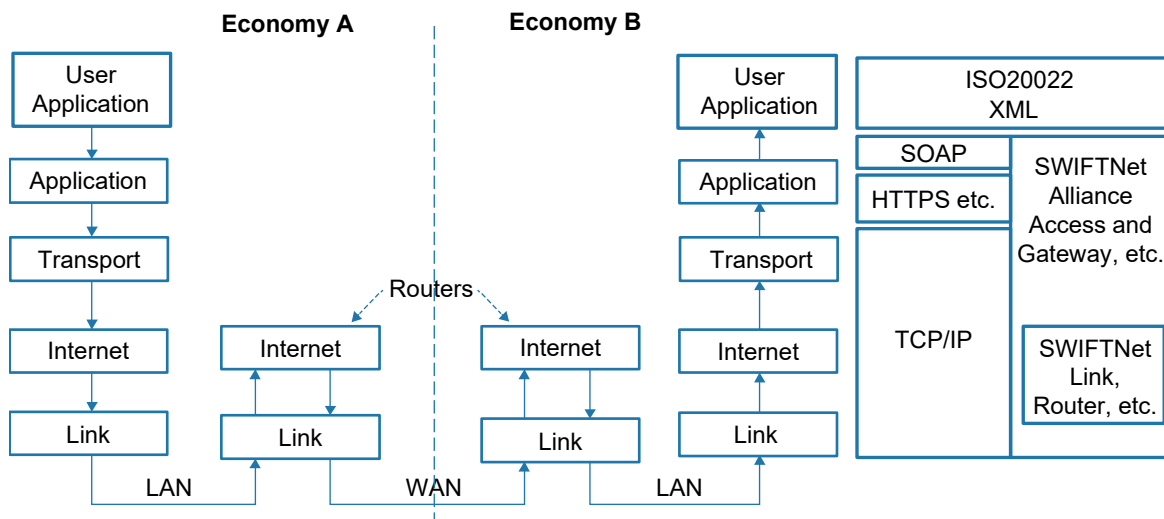 Economy A
Economy B
User
Application
Application
Transport
Internet
Link
LAN
Routers
Internet
Link
WAN
Internet
Link
LAN
User
Application
Application
Transport
Internet
Link
ISO20022
XML
SOAP
HTTPS etc.
TCP/IP
SWIFTNet
Alliance
Access and
Gateway, etc.
SWIFTNet
Link,
Router, etc.